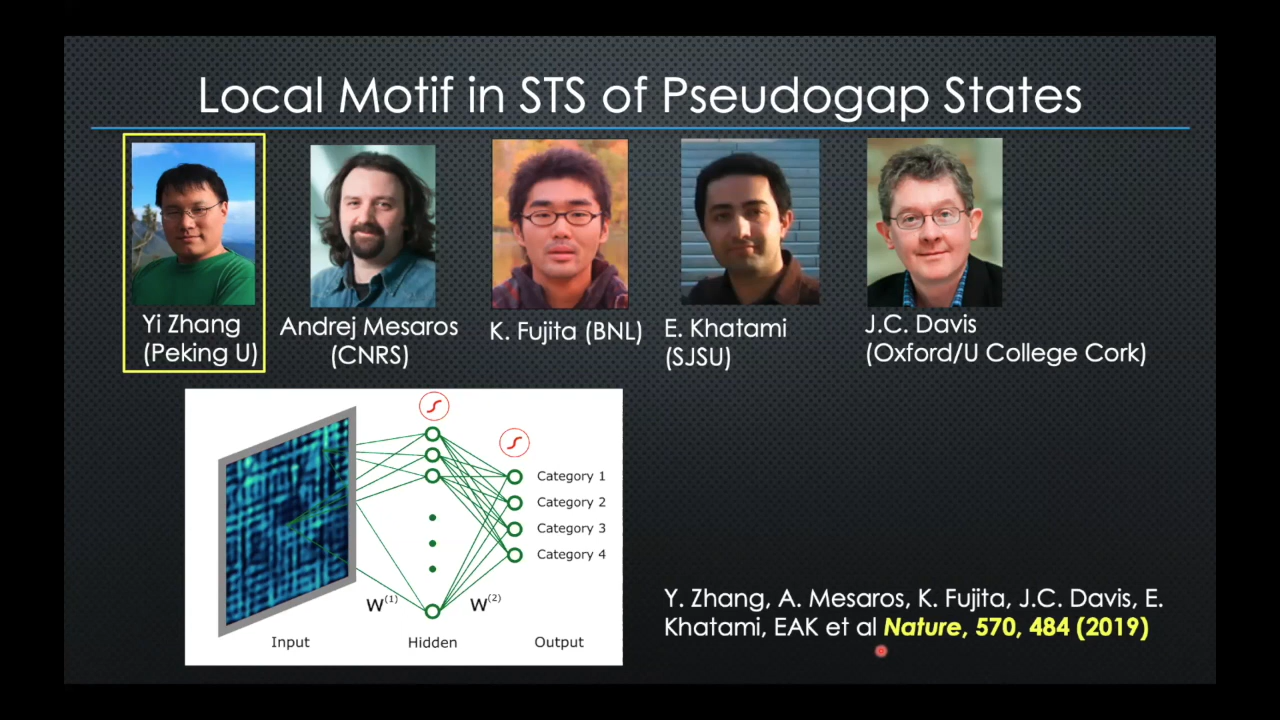 Local Motif in STS of Pseudogap States
Yi Zhang
(Peking U)
Andrej Mesaros
(CNRS)
K. Fujita (BNL)
E. Khatami
(SJSU)
J.C. Davis
(Oxford/U College Cork)
Category 1
Category 2
Category 3
Category 4
W(1)
W(2)
Input
Hidden
Output
Y. Zhang, A. Mesaros, K. Fujita, J.C. Davis, E.
Khatami, EAK et al Nature, 570, 484 (2019)